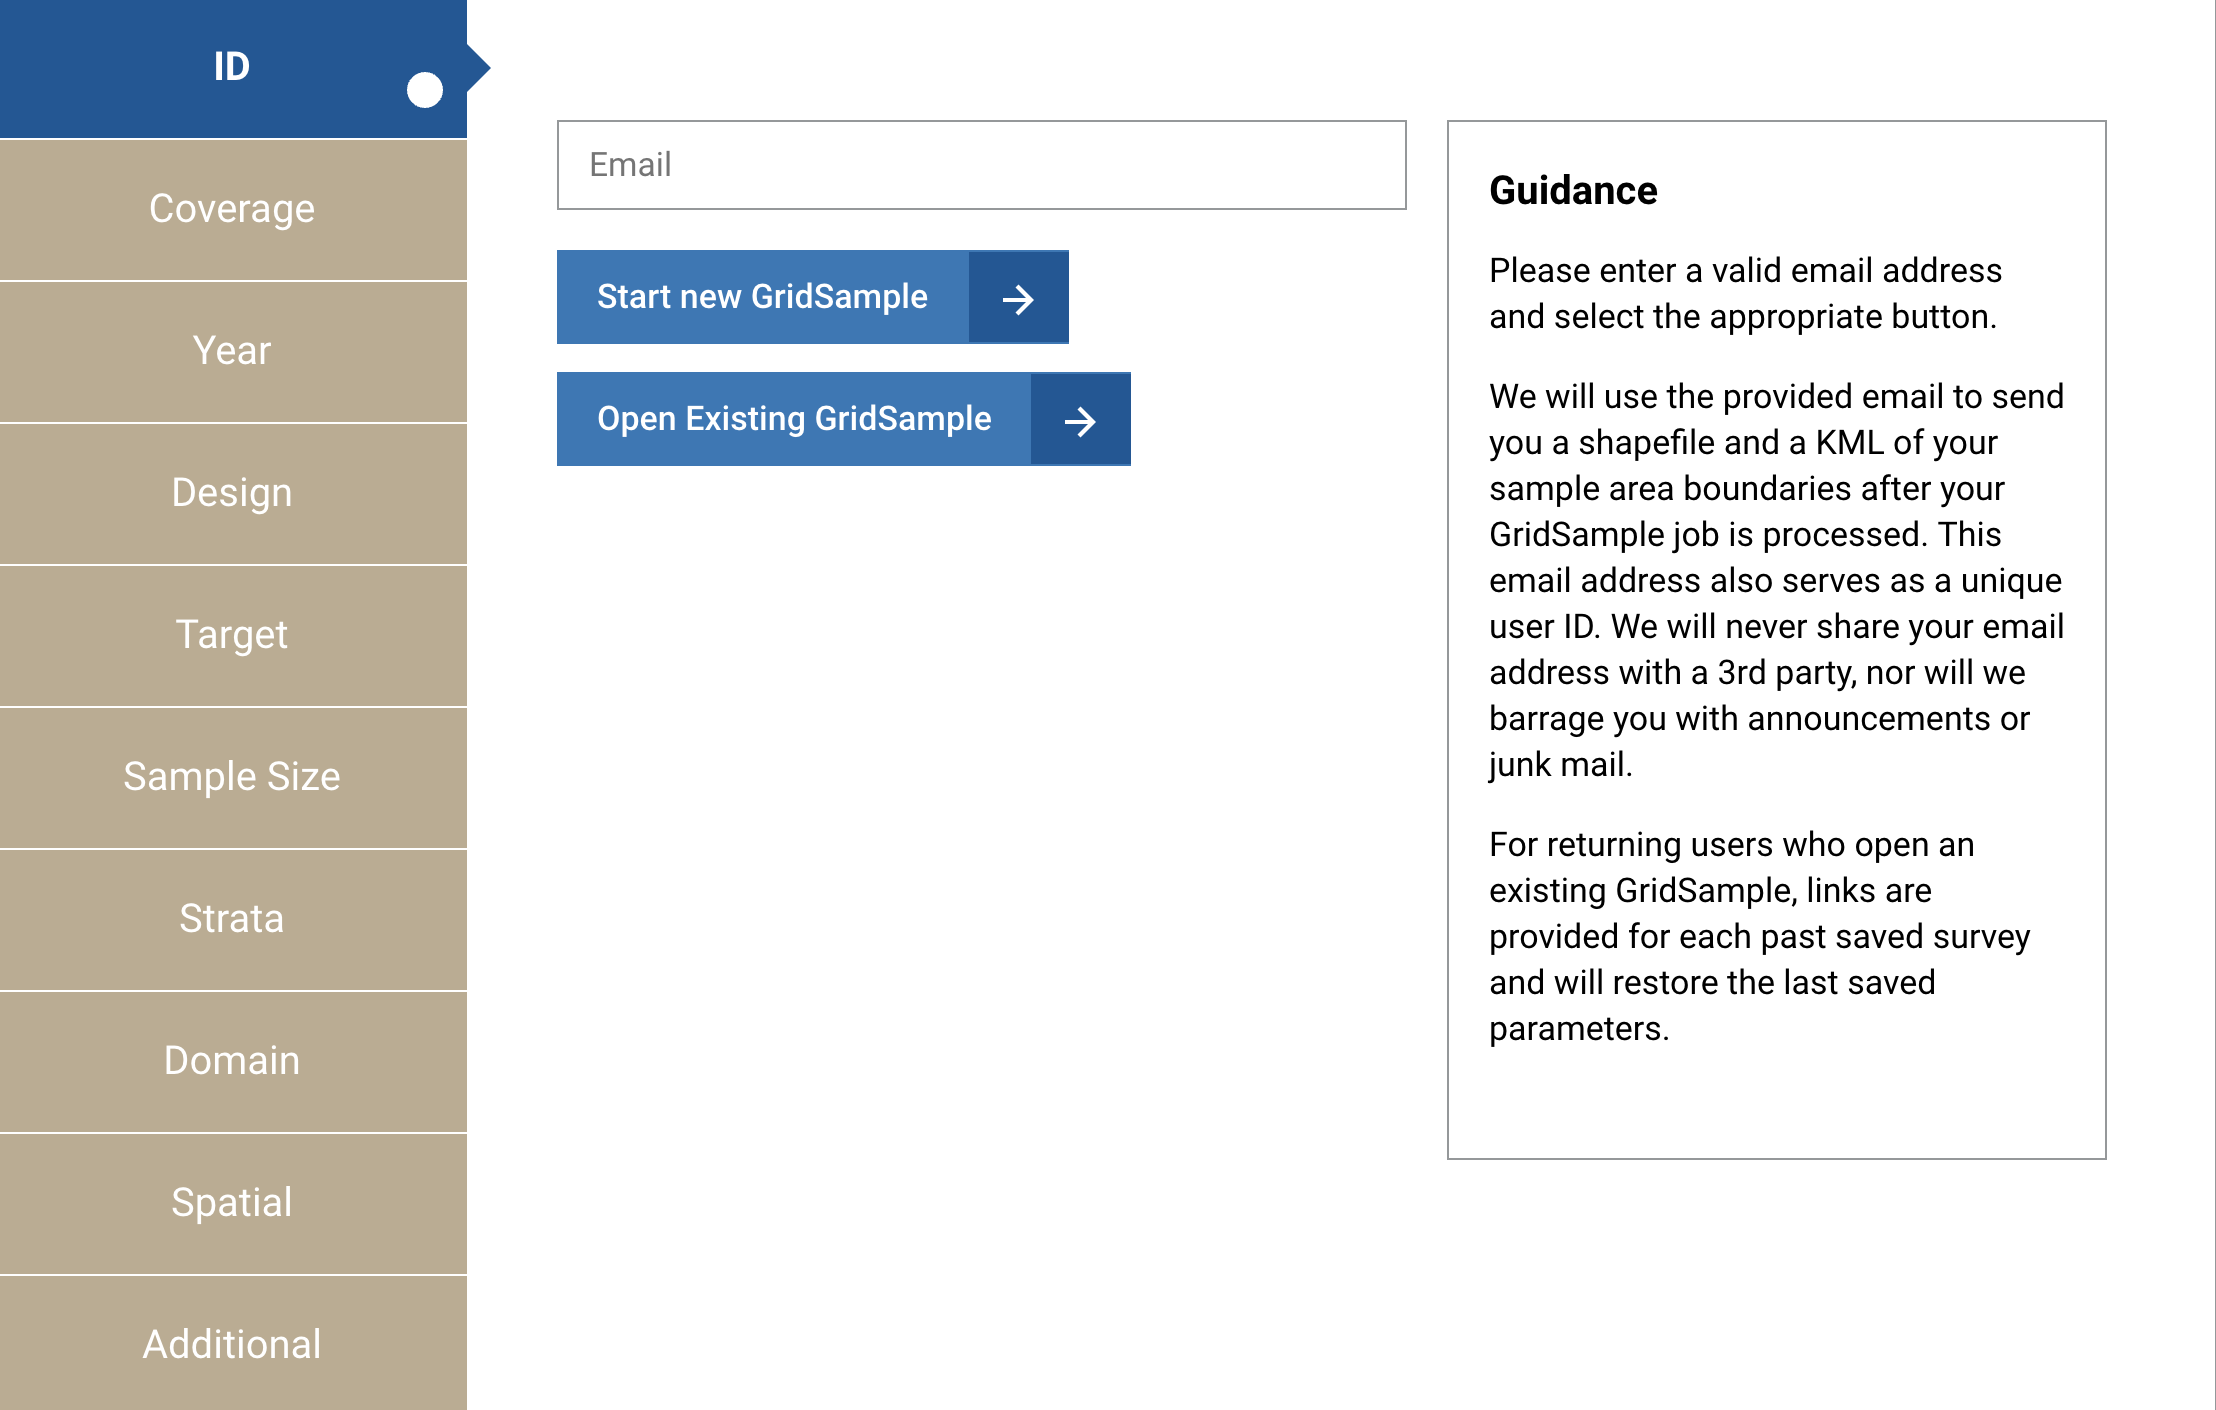 ID
Coverage
Year
Design
Target
Sample Size
Strata
Domain
Spatial
Additional
Email
Start new GridSample
Open Existing GridSample
Guidance
Please enter a valid email address
and select the appropriate button.
We will use the provided email to send
you a shapefile and a KML of your
sample area boundaries after your
GridSample job is processed. This
email address also serves as a unique
user ID. We will never share your email
address with a 3rd party, nor will we
barrage you with announcements or
junk mail.
For returning users who open an
existing GridSample, links are
provided for each past saved survey
and will restore the last saved
parameters.